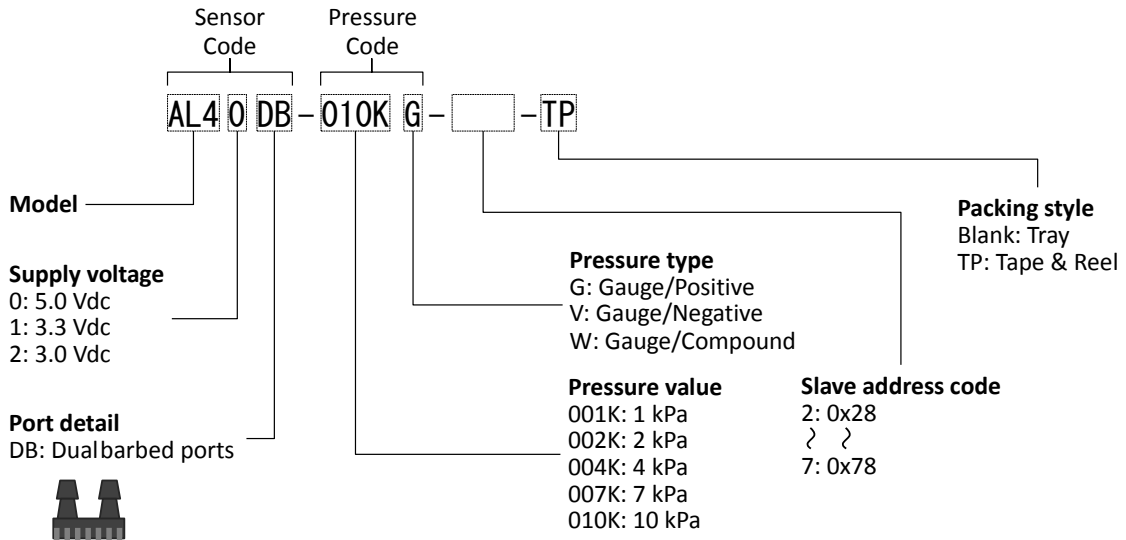 Sensor Code
Pressure Code
AL4 0 DB - 010K G - - TP
Model
Supply voltage
0: 5.0 Vdc
1: 3.3 Vdc
2: 3.0 Vdc
Port detail
DB: Dualbarbed ports
Pressure type
G: Gauge/Positive
V: Gauge/Negative
W: Gauge/Compound
Pressure value
001K: 1 kPa
002K: 2 kPa
004K: 4 kPa
007K: 7 kPa
010K: 10 kPa
Slave address code
2: 0x28
≀ ≀
7: 0x78
Packing style
Blank: Tray
TP: Tape & Reel